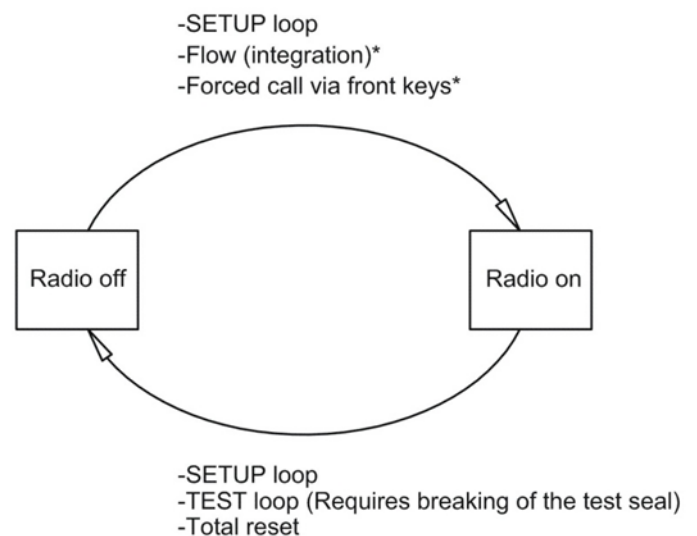 -SETUP loop
-Flow (integration)*
-Forced call via front keys*
Radio off
Radio on
-SETUP loop
-TEST loop (Requires breaking of the test seal)
-Total reset